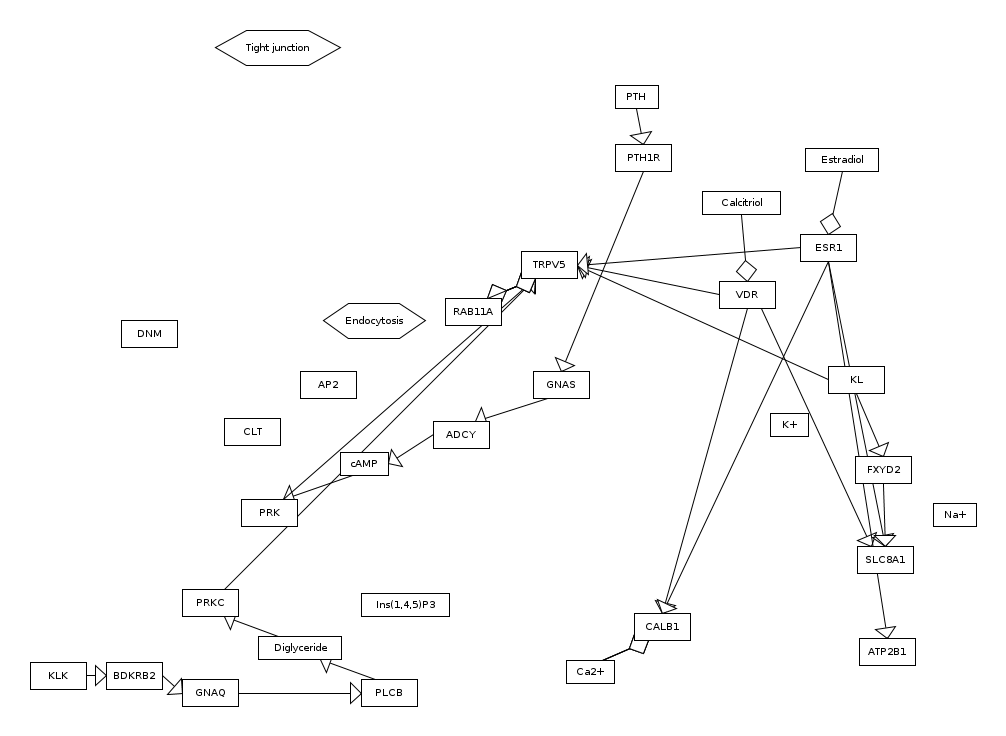 Tight junction
PTH
PTH1R
Estradiol
Calcitriol
ESR1
TRPV5
VDR
RAB11A
Endocytosis
DNM
AP2
GNAS
KL
CLT
ADCY
K+
cAMP
FXYD2
PRK
Na+
SLC8A1
PRKC
Ins(1,4,5)P3
CALB1
Diglyceride
ATP2B1
KLK
BDKRB2
Ca2+
GNAQ
PLCB